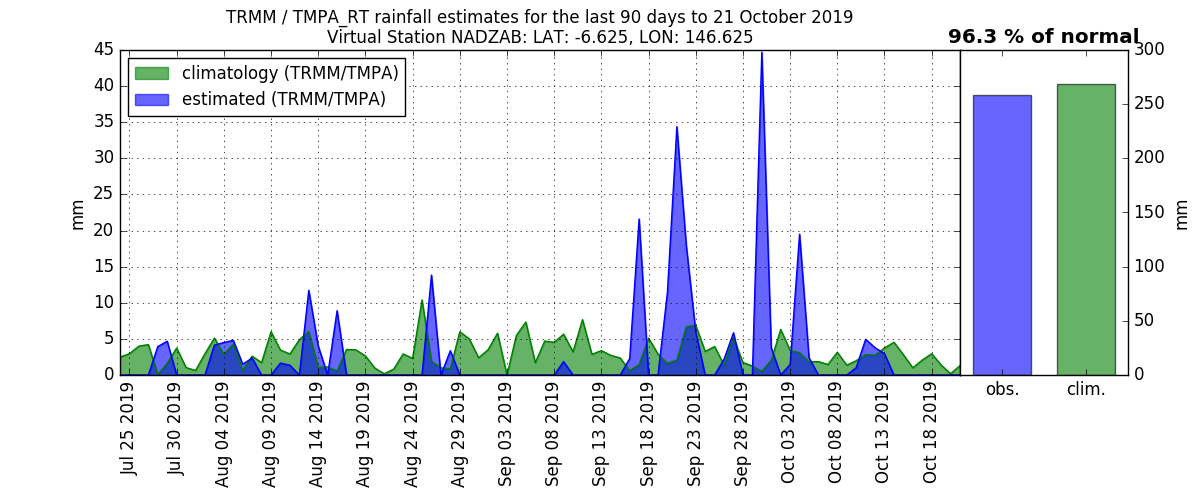 TRMM / TMPA_RT rainfall estimates for the last 90 days to 21 October 2019
Virtual Station NADZAB: LAT: -6.625, LON: 146.625
96.3 % of normal
climatology (TRMM/TMPA)
estimated (TRMM/TMPA)
mm
45
40
35
30
25
20
15
10
5
0
Jul 25 2019
Jul 30 2019
Aug 04 2019
Aug 09 2019
Aug 14 2019
Aug 19 2019
Aug 24 2019
Aug 29 2019
Sep 03 2019
Sep 08 2019
Sep 13 2019
Sep 18 2019
Sep 23 2019
Sep 28 2019
Oct 03 2019
Oct 08 2019
Oct 13 2019
Oct 18 2019
obs.
clim.
300
250
200
150
100
50
0
mm